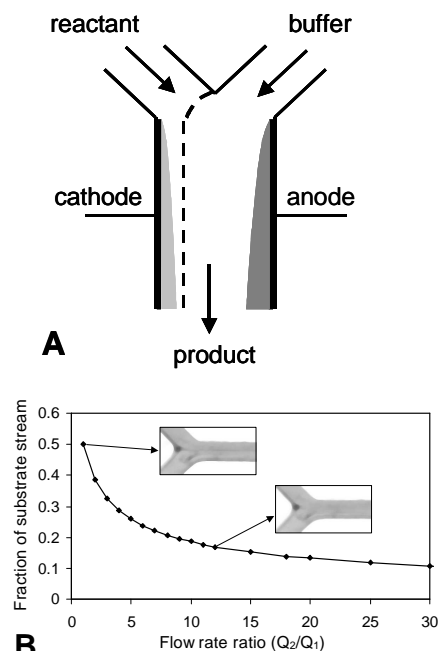 reactant buffer
cathode anode
A product
0.6
0.5
0.4
0.3
0.2
0.1
0
0 5 10 15 20 25 30
Fraction of substrate stream
Flow rate ratio (Q₂/Q₁)
B